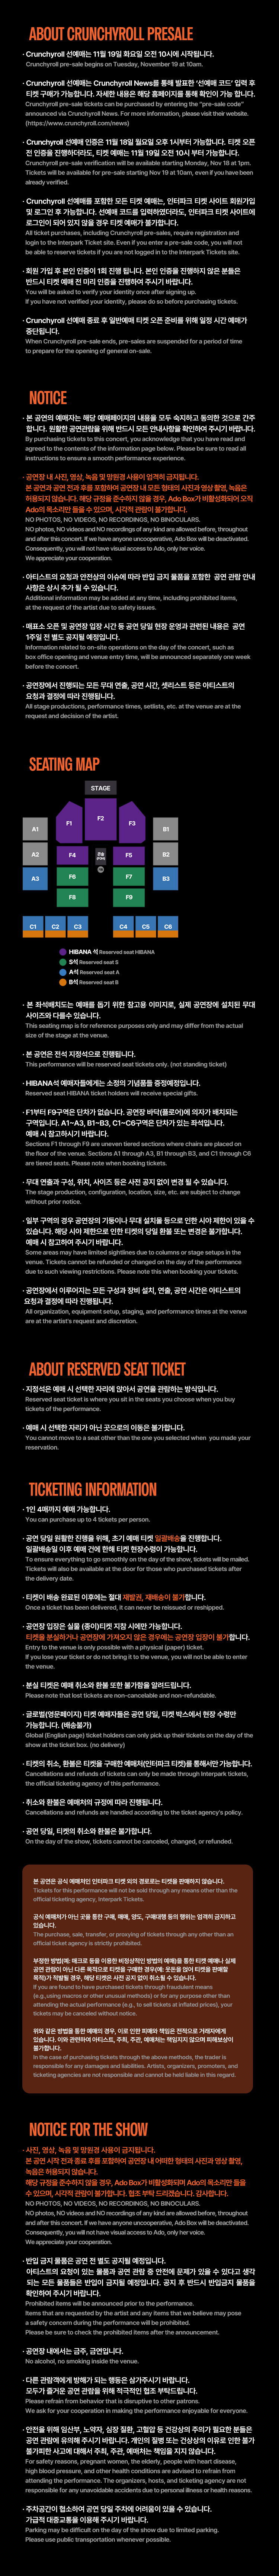 ABOUT CRUNCHYROLL PRESALE
· Crunchyroll 선예매는 11월 19일 화요일 오전 10시에 시작됩니다.
Crunchyroll pre-sale begins on Tuesday, November 19 at 10am.
· Crunchyroll 선예매는 Crunchyroll News를 통해 발표한 '선예매 코드' 입력 후
티켓 구매가 가능합니다. 자세한 내용은 해당 홈페이지를 통해 확인이 가능 합니다.
Crunchyroll pre-sale tickets can be purchased by entering the "pre-sale code"
announced via Crunchyroll News. For more information, please visit their website.
(https://www.crunchyroll.com/news)
· Crunchyroll 선예매 인증은 11월 18일 월요일 오후 1시부터 가능합니다. 티켓 오픈
전 인증을 진행하더라도, 티켓 예매는 11월 19일 오전 10시부터 가능합니다.
Crunchyroll pre-sale verification will be available starting Monday, Nov 18 at 1pm.
Tickets will be available for pre-sale starting Nov 19 at 10am, even if you have been
already verified.
· Crunchyroll 선예매를 포함한 모든 티켓 예매는, 인터파크 티켓 사이트 회원가입
및 로그인 후 가능합니다. 선예매 코드를 입력하였더라도, 인터파크 티켓 사이트에
로그인이 되어 있지 않을 경우 티켓 예매가 불가합니다.
All ticket purchases, including Crunchyroll pre-sales, require registration and
login to the Interpark Ticket site. Even if you enter a pre-sale code, you will not
be able to reserve tickets if you are not logged in to the Interpark Tickets site.
· 회원 가입 후 본인 인증이 1회 진행 됩니다. 본인 인증을 진행하지 않은 분들은
반드시 티켓 예매 전 미리 인증을 진행하여 주시기 바랍니다.
You will be asked to verify your identity once after signing up.
If you have not verified your identity, please do so before purchasing tickets.
· Crunchyroll 선예매 종료 후 일반예매 티켓 오픈 준비를 위해 일정 시간 예매가
중단됩니다.
When Crunchyroll pre-sale ends, pre-sales are suspended for a period of time
to prepare for the opening of general on-sale.
NOTICE
· 본 공연의 예매자는 해당 예매페이지의 내용을 모두 숙지하고 동의한 것으로 간주
합니다. 원활한 공연관람을 위해 반드시 모든 안내사항을 확인하여 주시기 바랍니다.
By purchasing tickets to this concert, you acknowledge that you have read and
agreed to the contents of the information page below. Please be sure to read all
instructions to ensure a smooth performance experience.
· 공연장 내 사진, 영상, 녹음 및 망원경 사용이 엄격히 금지됩니다.
본 공연과 공연 전과 후를 포함하여 공연장 내 모든 형태의 사진과 영상 촬영, 녹음은
허용되지 않습니다. 해당 규정을 준수하지 않을 경우, Ado Box가 비활성화되어 오직
Ado의 목소리만 들을 수 있으며, 시각적 관람이 불가합니다.
NO PHOTOS, NO VIDEOS, NO RECORDINGS, NO BINOCULARS.
NO photos, NO videos and NO recordings of any kind are allowed before, throughout
and after this concert. If we have anyone uncooperative, Ado Box will be deactivated.
Consequently, you will not have visual access to Ado, only her voice.
We appreciate your cooperation.
· 아티스트의 요청과 안전상의 이슈에 따라 반입 금지 물품을 포함한 공연 관람 안내
사항은 상시 추가 될 수 있습니다.
Additional information may be added at any time, including prohibited items,
at the request of the artist due to safety issues.
· 매표소 오픈 및 공연장 입장 시간 등 공연 당일 현장 운영과 관련된 내용은 공연
1주일 전 별도 공지될 예정입니다.
Information related to on-site operations on the day of the concert, such as
box office opening and venue entry time, will be announced separately one week
before the concert.
· 공연장에서 진행되는 모든 무대 연출, 공연 시간, 셋리스트 등은 아티스트의
요청과 결정에 따라 진행됩니다.
All stage productions, performance times, setlists, etc. at the venue are at the
request and decision of the artist.
SEATING MAP
STAGE
F1 F2 F3
A1 B1
A2 F4 F5 B2
A3 F6 F7 B3
F8 F9
C1 C2 C3 C4 C5 C6
HIBANA 석 Reserved seat HIBANA
S석 Reserved seat S
A석 Reserved seat A
B석 Reserved seat B
· 본 좌석배치도는 예매를 돕기 위한 참고용 이미지로, 실제 공연장에 설치된 무대
사이즈와 다를수 있습니다.
This seating map is for reference purposes only and may differ from the actual
size of the stage at the venue.
· 본 공연은 전석 지정석으로 진행됩니다.
This performance will be reserved seat tickets only. (not standing ticket)
· HIBANA석 예매자들에게는 소정의 기념품들 증정예정입니다.
Reserved seat HIBANA ticket holders will receive special gifts.
· F1부터 F9구역은 단차가 없습니다. 공연장 바닥(플로어)에 의자가 배치되는
구역입니다. A1~A3, B1~B3, C1~C6구역은 단차가 있는 좌석입니다.
예매 시 참고하시기 바랍니다.
Sections F1 through F9 are uneven tiered sections where chairs are placed on
the floor of the venue. Sections A1 through A3, B1 through B3, and C1 through C6
are tiered seats. Please note when booking tickets.
· 무대 연출과 구성, 위치, 사이즈 등은 사전 공지 없이 변경 될 수 있습니다.
The stage production, configuration, location, size, etc. are subject to change
without prior notice.
· 일부 구역의 경우 공연장의 기둥이나 무대 설치물 등으로 인한 시야 제한이 있을 수
있습니다. 해당 시야 제한으로 인한 티켓의 당일 환불 또는 변경은 불가합니다.
예매 시 참고하여 주시기 바랍니다.
Some areas may have limited sightlines due to columns or stage setups in the
venue. Tickets cannot be refunded or changed on the day of the performance
due to such viewing restrictions. Please note this when booking your tickets.
· 공연장에서 이루어지는 모든 구성과 장비 설치, 연출, 공연 시간은 아티스트의
요청과 결정에 따라 진행됩니다.
All organization, equipment setup, staging, and performance times at the venue
are at the artist's request and discretion.
ABOUT RESERVED SEAT TICKET
· 지정석은 예매 시 선택한 자리에 앉아서 공연을 관람하는 방식입니다.
Reserved seat ticket is where you sit in the seats you choose when you buy
tickets of the performance.
· 예매 시 선택한 자리가 아닌 곳으로의 이동은 불가합니다.
You cannot move to a seat other than the one you selected when you made your
reservation.
TICKETING INFORMATION
· 1인 4매까지 예매 가능합니다.
You can purchase up to 4 tickets per person.
· 공연 당일 원활한 진행을 위해, 초기 예매 티켓 일괄배송을 진행합니다.
일괄배송일 이후 예매 건에 한해 티켓 현장수령이 가능합니다.
To ensure everything to go smoothly on the day of the show, tickets will be mailed.
Tickets will also be available at the door for those who purchased tickets after
the delivery date.
· 티켓이 배송 완료된 이후에는 절대 재발권, 재배송이 불가합니다.
Once a ticket has been delivered, it can never be reissued or reshipped.
· 공연장 입장은 실물 (종이)티켓 지참 시에만 가능합니다.
티켓을 분실하거나 공연장에 가져오지 않은 경우에는 공연장 입장이 불가합니다.
Entry to the venue is only possible with a physical (paper) ticket.
If you lose your ticket or do not bring it to the venue, you will not be able to enter
the venue.
· 분실 티켓은 예매 취소와 환불 또한 불가함을 알려드립니다.
Please note that lost tickets are non-cancelable and non-refundable.
· 글로벌(영문페이지) 티켓 예매자들은 공연 당일, 티켓 박스에서 현장 수령만
가능합니다. (배송불가)
Global (English page) ticket holders can only pick up their tickets on the day of the
show at the ticket box. (no delivery)
· 티켓의 취소, 환불은 티켓을 구매한 예매처(인터파크 티켓)를 통해서만 가능합니다.
Cancellations and refunds of tickets can only be made through Interpark tickets,
the official ticketing agency of this performance.
· 취소와 환불은 예매처의 규정에 따라 진행됩니다.
Cancellations and refunds are handled according to the ticket agency's policy.
· 공연 당일, 티켓의 취소와 환불은 불가합니다.
On the day of the show, tickets cannot be canceled, changed, or refunded.
본 공연은 공식 예매처인 인터파크 티켓 외의 경로로는 티켓을 판매하지 않습니다.
Tickets for this performance will not be sold through any means other than the
official ticketing agency, Interpark Tickets.
공식 예매처가 아닌 곳을 통한 구매, 매매, 양도, 구매대행 등의 행위는 엄격히 금지하고
있습니다.
The purchase, sale, transfer, or proxying of tickets through any other than an
official ticket agency is strictly prohibited.
부정한 방법(예: 매크로 등을 이용한 비정상적인 방법의 예매)을 통한 티켓 예매나 실제
공연 관람이 아닌 다른 목적으로 티켓을 구매한 경우(예: 웃돈을 얹어 티켓을 판매할
목적)가 적발될 경우, 해당 티켓은 사전 공지 없이 취소될 수 있습니다.
If you are found to have purchased tickets through fraudulent means
(e.g.,using macros or other unusual methods) or for any purpose other than
attending the actual performance (e.g., to sell tickets at inflated prices), your
tickets may be canceled without notice.
위와 같은 방법을 통한 예매의 경우, 이로 인한 피해와 책임은 전적으로 거래자에게
있습니다. 이와 관련하여 아티스트, 주최, 주관, 예매처는 책임지지 않으며 피해보상이
불가합니다.
In the case of purchasing tickets through the above methods, the trader is
responsible for any damages and liabilities. Artists, organizers, promoters, and
ticketing agencies are not responsible and cannot be held liable in this regard.
NOTICE FOR THE SHOW
· 사진, 영상, 녹음 및 망원경 사용이 금지됩니다.
본 공연 시작 전과 종료 후를 포함하여 공연장 내 어떠한 형태의 사진과 영상 촬영,
녹음은 허용되지 않습니다.
해당 규정을 준수하지 않을 경우, Ado Box가 비활성화되며 Ado의 목소리만 들을
수 있으며, 시각적 관람이 불가합니다. 협조 부탁 드리겠습니다. 감사합니다.
NO PHOTOS, NO VIDEOS, NO RECORDINGS, NO BINOCULARS.
NO photos, NO videos and NO recordings of any kind are allowed before, throughout
and after this concert. If we have anyone uncooperative, Ado Box will be deactivated.
Consequently, you will not have visual access to Ado, only her voice.
We appreciate your cooperation.
· 반입 금지 물품은 공연 전 별도 공지될 예정입니다.
아티스트의 요청이 있는 물품과 공연 관람 중 안전에 문제가 있을 수 있다고 생각
되는 모든 물품들은 반입이 금지될 예정입니다. 공지 후 반드시 반입금지 물품을
확인하여 주시기 바랍니다.
Prohibited items will be announced prior to the performance.
Items that are requested by the artist and any items that we believe may pose
a safety concern during the performance will be prohibited.
Please be sure to check the prohibited items after the announcement.
· 공연장 내에서는 금주, 금연입니다.
No alcohol, no smoking inside the venue.
· 다른 관람객에게 방해가 되는 행동은 삼가주시기 바랍니다.
모두가 즐거운 공연 관람을 위해 적극적인 협조 부탁드립니다.
Please refrain from behavior that is disruptive to other patrons.
We ask for your cooperation in making the performance enjoyable for everyone.
· 안전을 위해 임산부, 노약자, 심장 질환, 고혈압 등 건강상의 주의가 필요한 분들은
공연 관람에 유의해 주시기 바랍니다. 개인의 질병 또는 건강상의 이유로 인한 불가
불가피한 사고에 대해서 주최, 주관, 예매처는 책임을 지지 않습니다.
For safety reasons, pregnant women, the elderly, people with heart disease,
high blood pressure, and other health conditions are advised to refrain from
attending the performance. The organizers, hosts, and ticketing agency are not
responsible for any unavoidable accidents due to personal illness or health reasons.
· 주차공간이 협소하여 공연 당일 주차에 어려움이 있을 수 있습니다.
가급적 대중교통을 이용해 주시기 바랍니다.
Parking may be difficult on the day of the show due to limited parking.
Please use public transportation whenever possible.